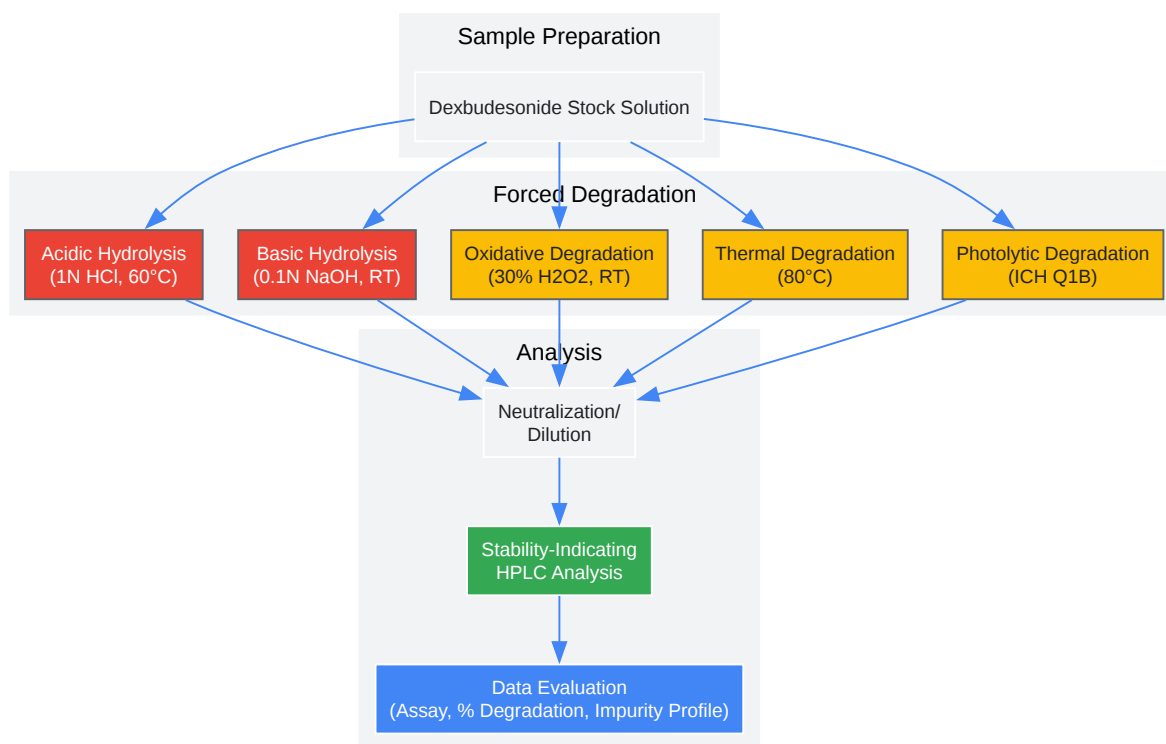 Sample Preparation
Dexbudesonide Stock Solution
Forced Degradation
Acidic Hydrolysis
(1N HCl, 60°C)
Basic Hydrolysis
(0.1N NaOH, RT)
Oxidative Degradation
(30% H2O2, RT)
Thermal Degradation
(80°C)
Photolytic Degradation
(ICH Q1B)
Analysis
Neutralization/
Dilution
Stability-Indicating
HPLC Analysis
Data Evaluation
(Assay, % Degradation, Impurity Profile)